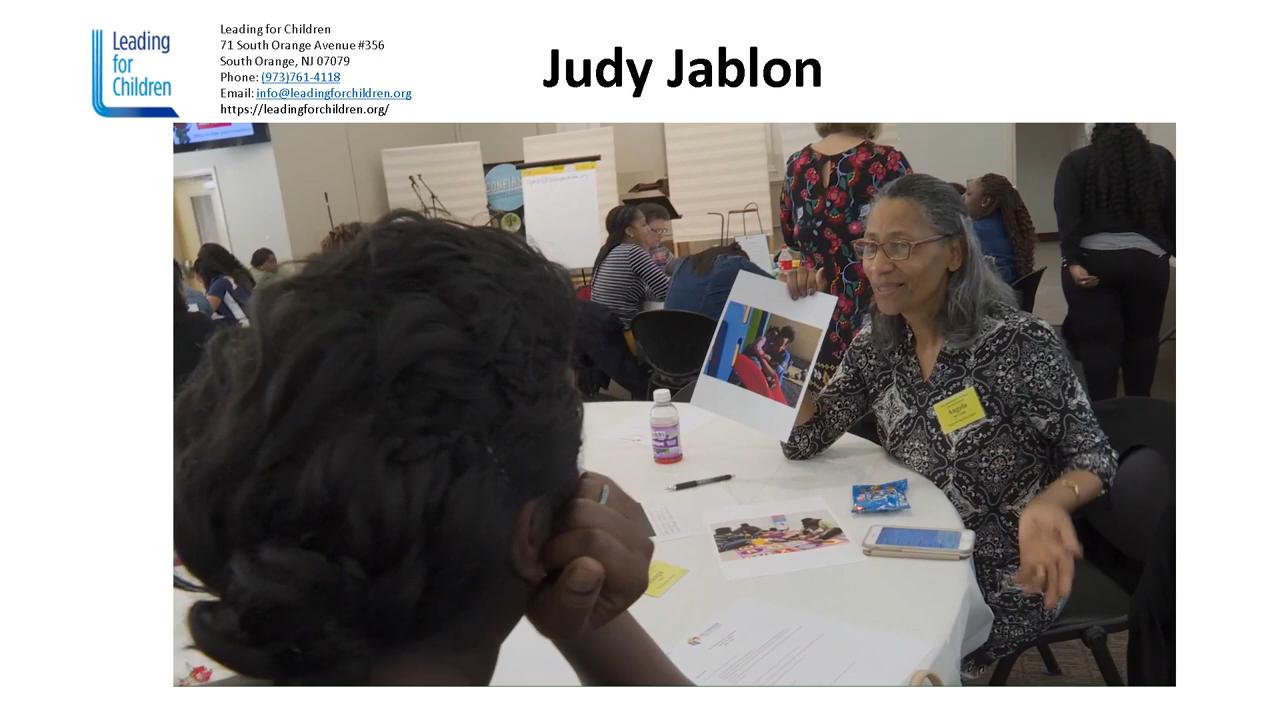 Leading
for
Children
Leading for Children
71 South Orange Avenue #356
South Orange, NJ 07079
Phone: (973)761-4118
Email: info@leadingforchildren.org
https://leadingforchildren.org/
Judy Jablon
Angela